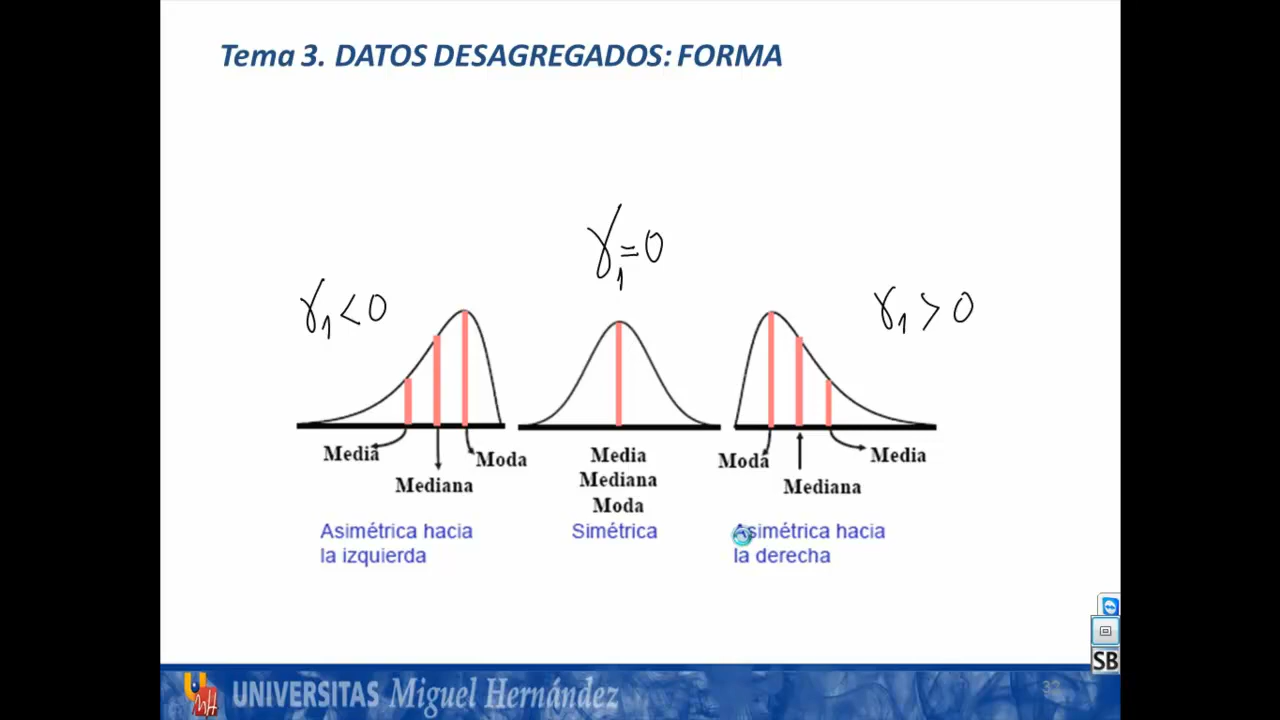 Tema 3. DATOS DESAGREGADOS: FORMA
γ₁=0
γ₁<0
γ₁>0
Media
Mediana
Moda
Media
Mediana
Moda
Moda
Mediana
Media
Asimétrica hacia
la izquierda
Simétrica
Asimétrica hacia
la derecha
SB
UNIVERSITAS Miguel Hernández